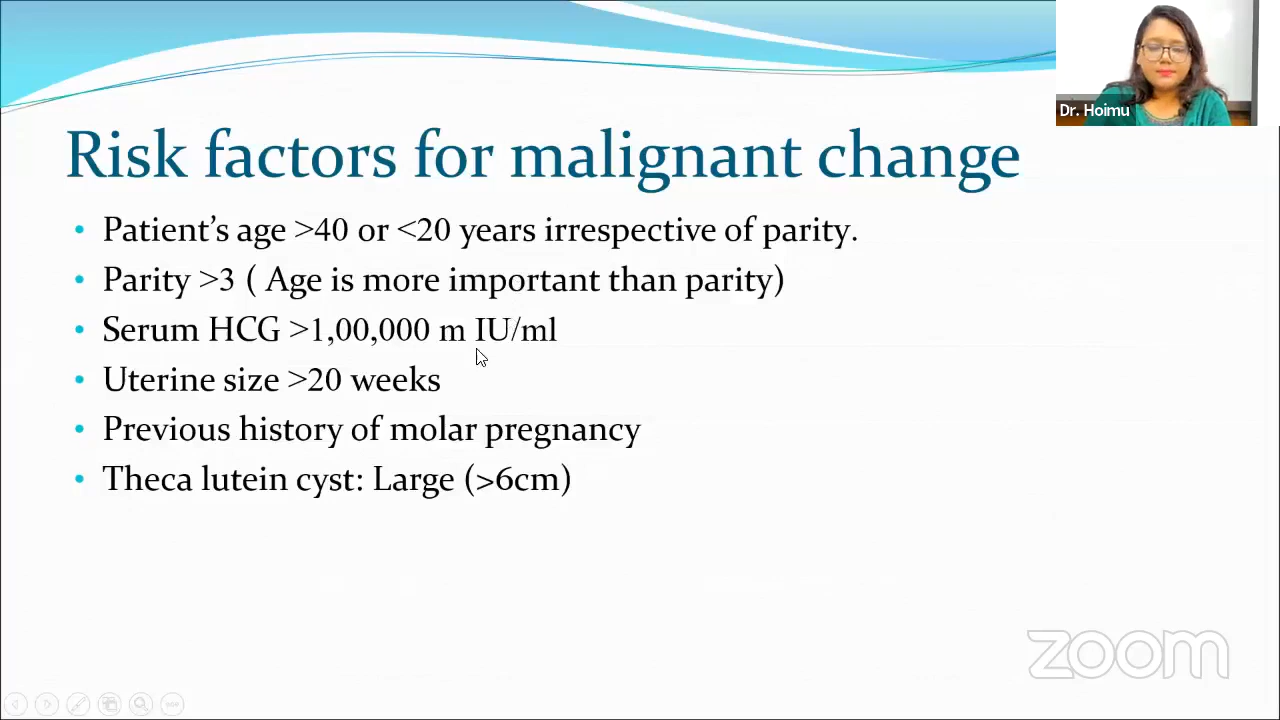 Dr. Hoimu
Risk factors for malignant change
• Patient's age >40 or <20 years irrespective of parity.
• Parity >3 ( Age is more important than parity)
• Serum HCG >1,00,000 m IU/ml
• Uterine size >20 weeks
• Previous history of molar pregnancy
• Theca lutein cyst: Large (>6cm)
zoom